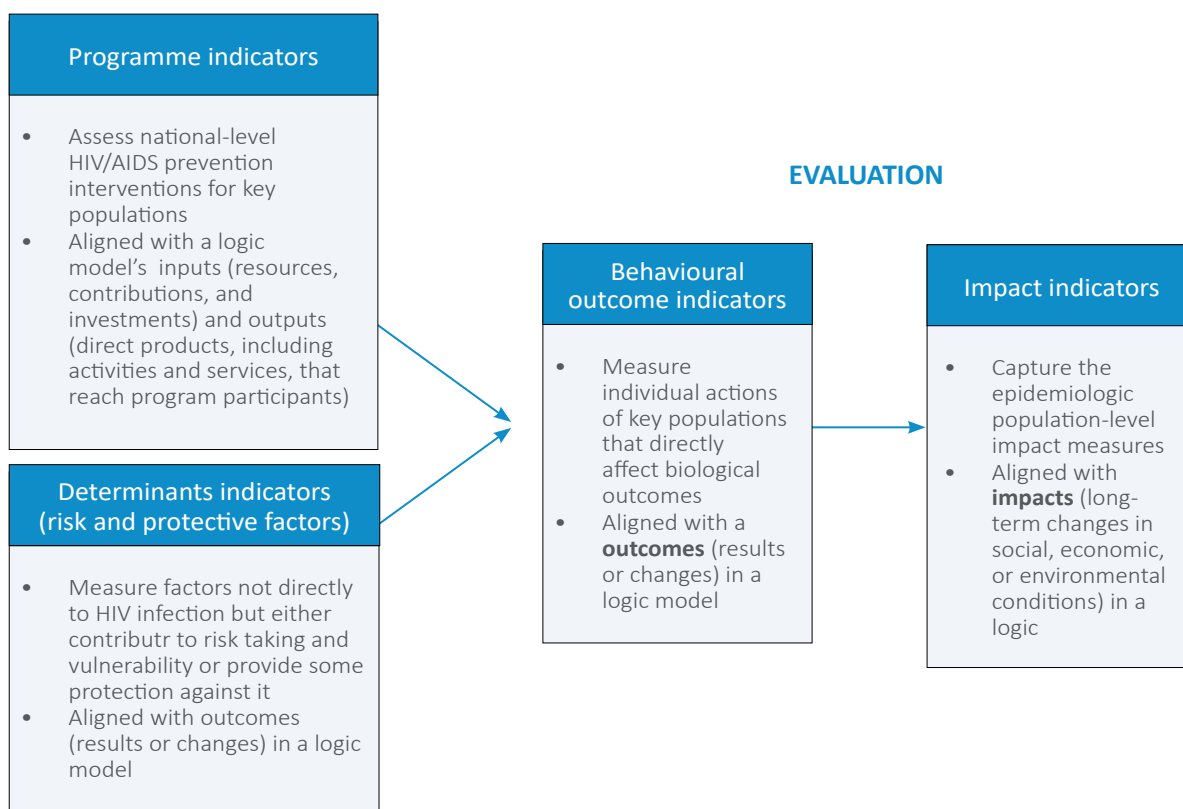 Programme indicators
• Assess national-level
HIV/AIDS prevention
interventions for key
populations
• Aligned with a logic
model's inputs (resources,
contributions, and
investments) and outputs
(direct products, including
activities and services, that
reach program participants)
Determinants indicators
(risk and protective factors)
• Measure factors not directly
to HIV infection but either
contributr to risk taking and
vulnerability or provide some
protection against it
• Aligned with outcomes
(results or changes) in a logic
model
EVALUATION
Behavioural
outcome indicators
• Measure
individual actions
of key populations
that directly
affect biological
outcomes
• Aligned with a
outcomes (results
or changes) in a
logic model
Impact indicators
• Capture the
epidemiologic
population-level
impact measures
• Aligned with
impacts (long-
term changes in
social, economic,
or environmental
conditions) in a
logic